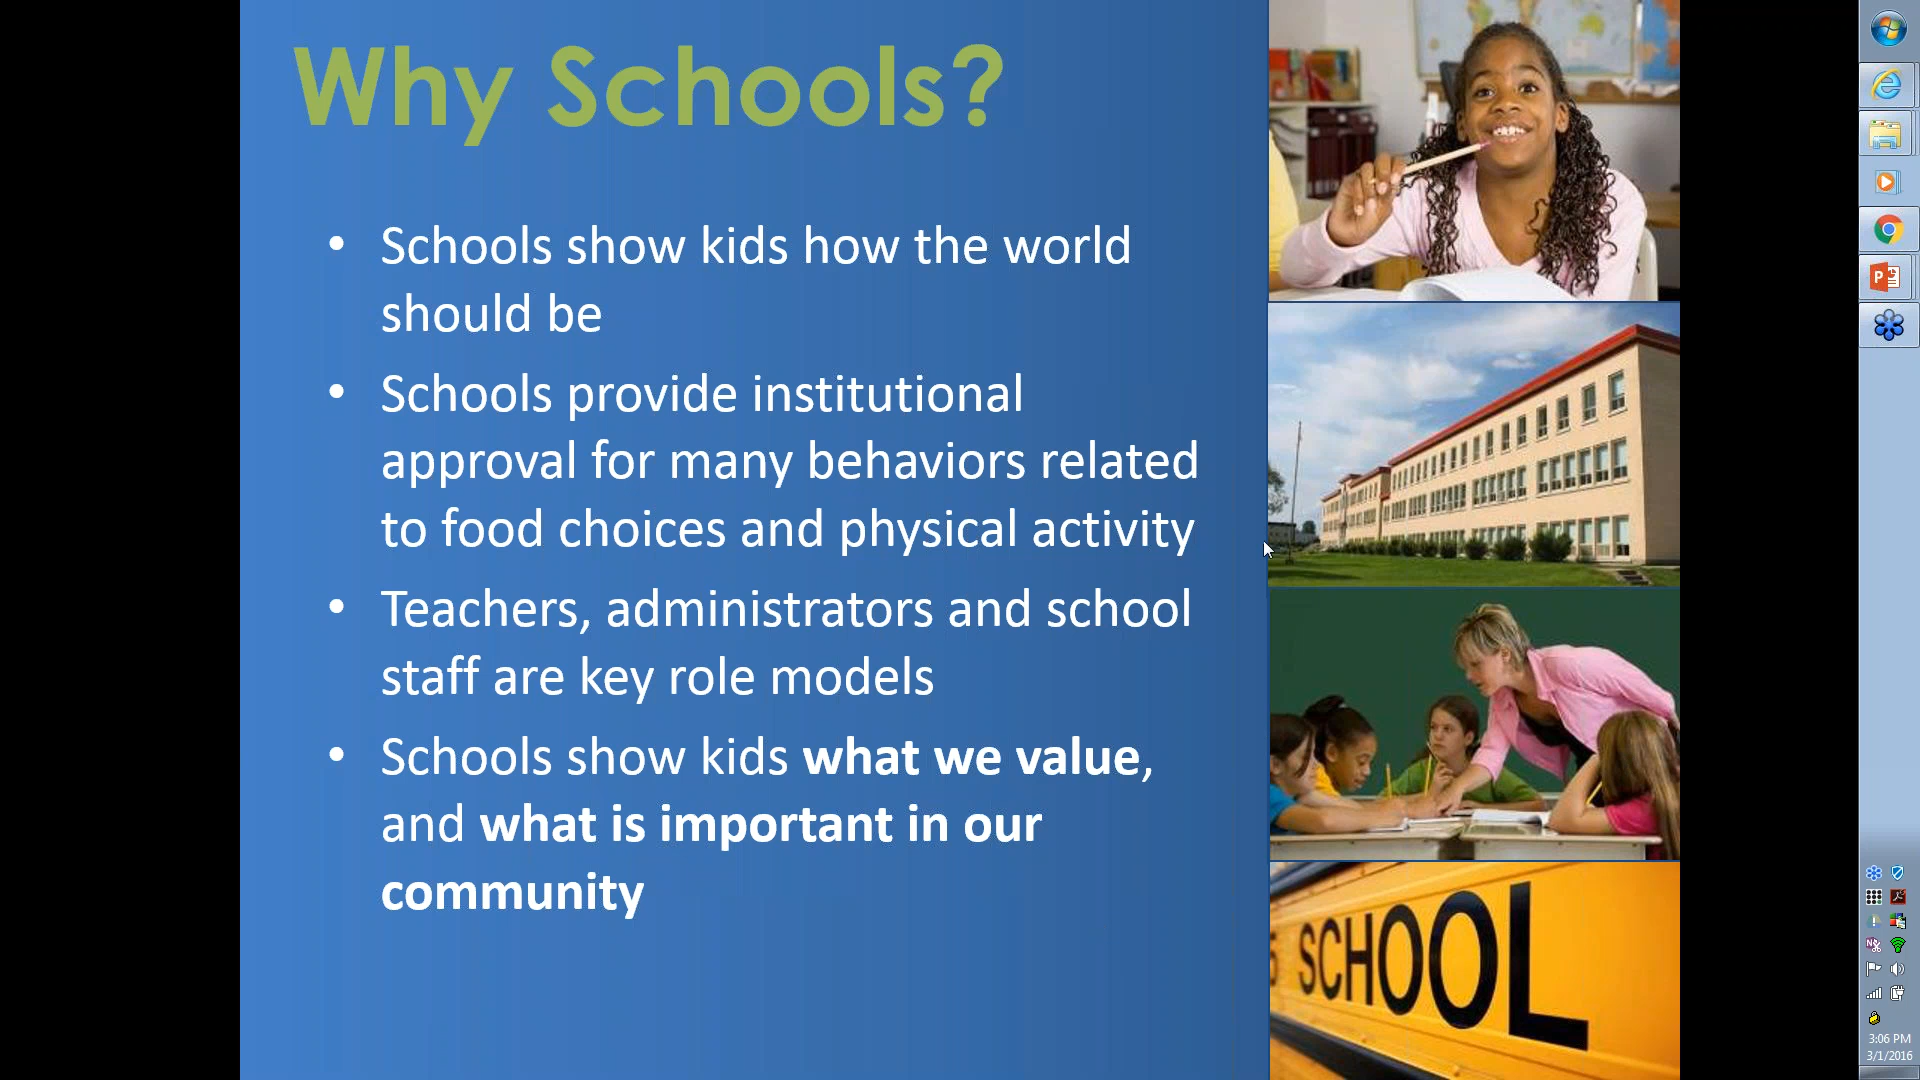 Why Schools?
• Schools show kids how the world
should be
• Schools provide institutional
approval for many behaviors related
to food choices and physical activity
• Teachers, administrators and school
staff are key role models
• Schools show kids what we value,
and what is important in our
community
SCHOOL
3:06 PM
3/1/2016